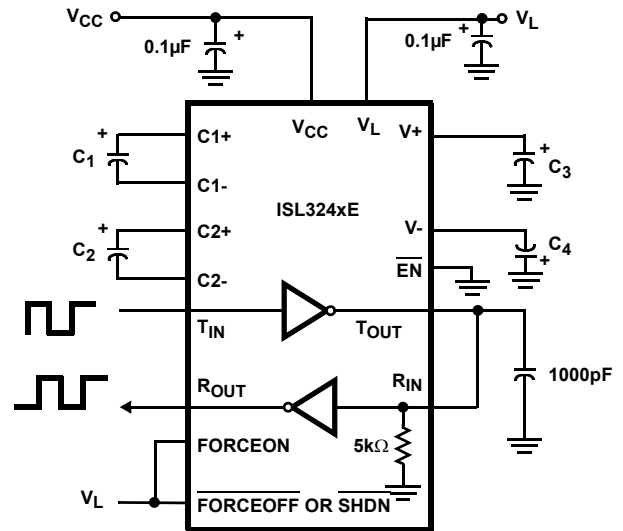 VCC
0.1µF
+
0.1µF
+
VL
VCC
VL
C1+
C1-
C2+
C2-
V+
V-
EN
+
C1
+
C2
+
C3
C4
+
ISL324xE
TIN
TOUT
ROUT
RIN
5kΩ
1000pF
FORCEON
VL
FORCEOFF OR SHDN